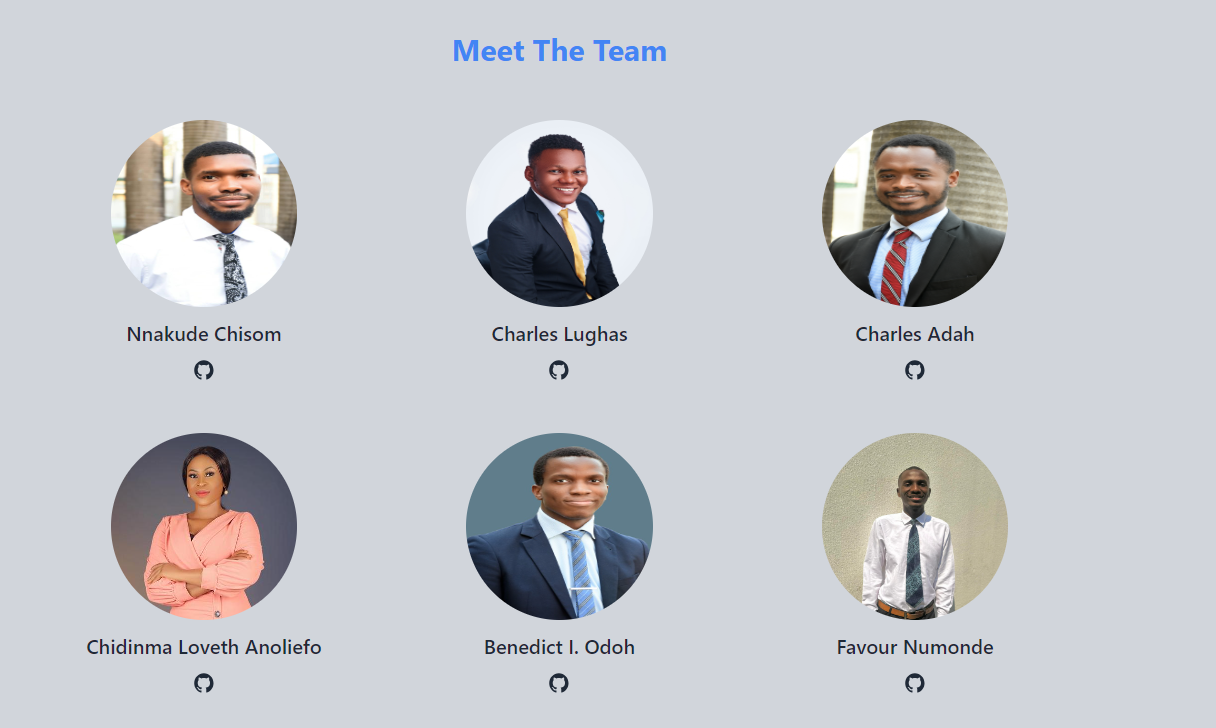 Meet The Team
Nnakude Chisom
Charles Lughas
Charles Adah
Chidinma Loveth Anoliefo
Benedict I. Odoh
Favour Numonde